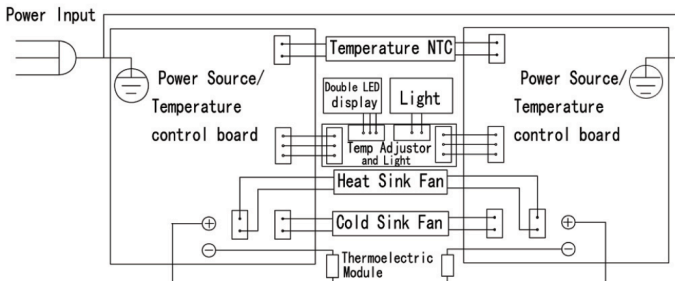 Power Input
Temperature NTC
Power Source/
Temperature
control board
Double LED
display
Light
Power Source/
Temperature
control board
Temp Adjustor
and Light
Heat Sink Fan
Cold Sink Fan
Thermoelectric
Module